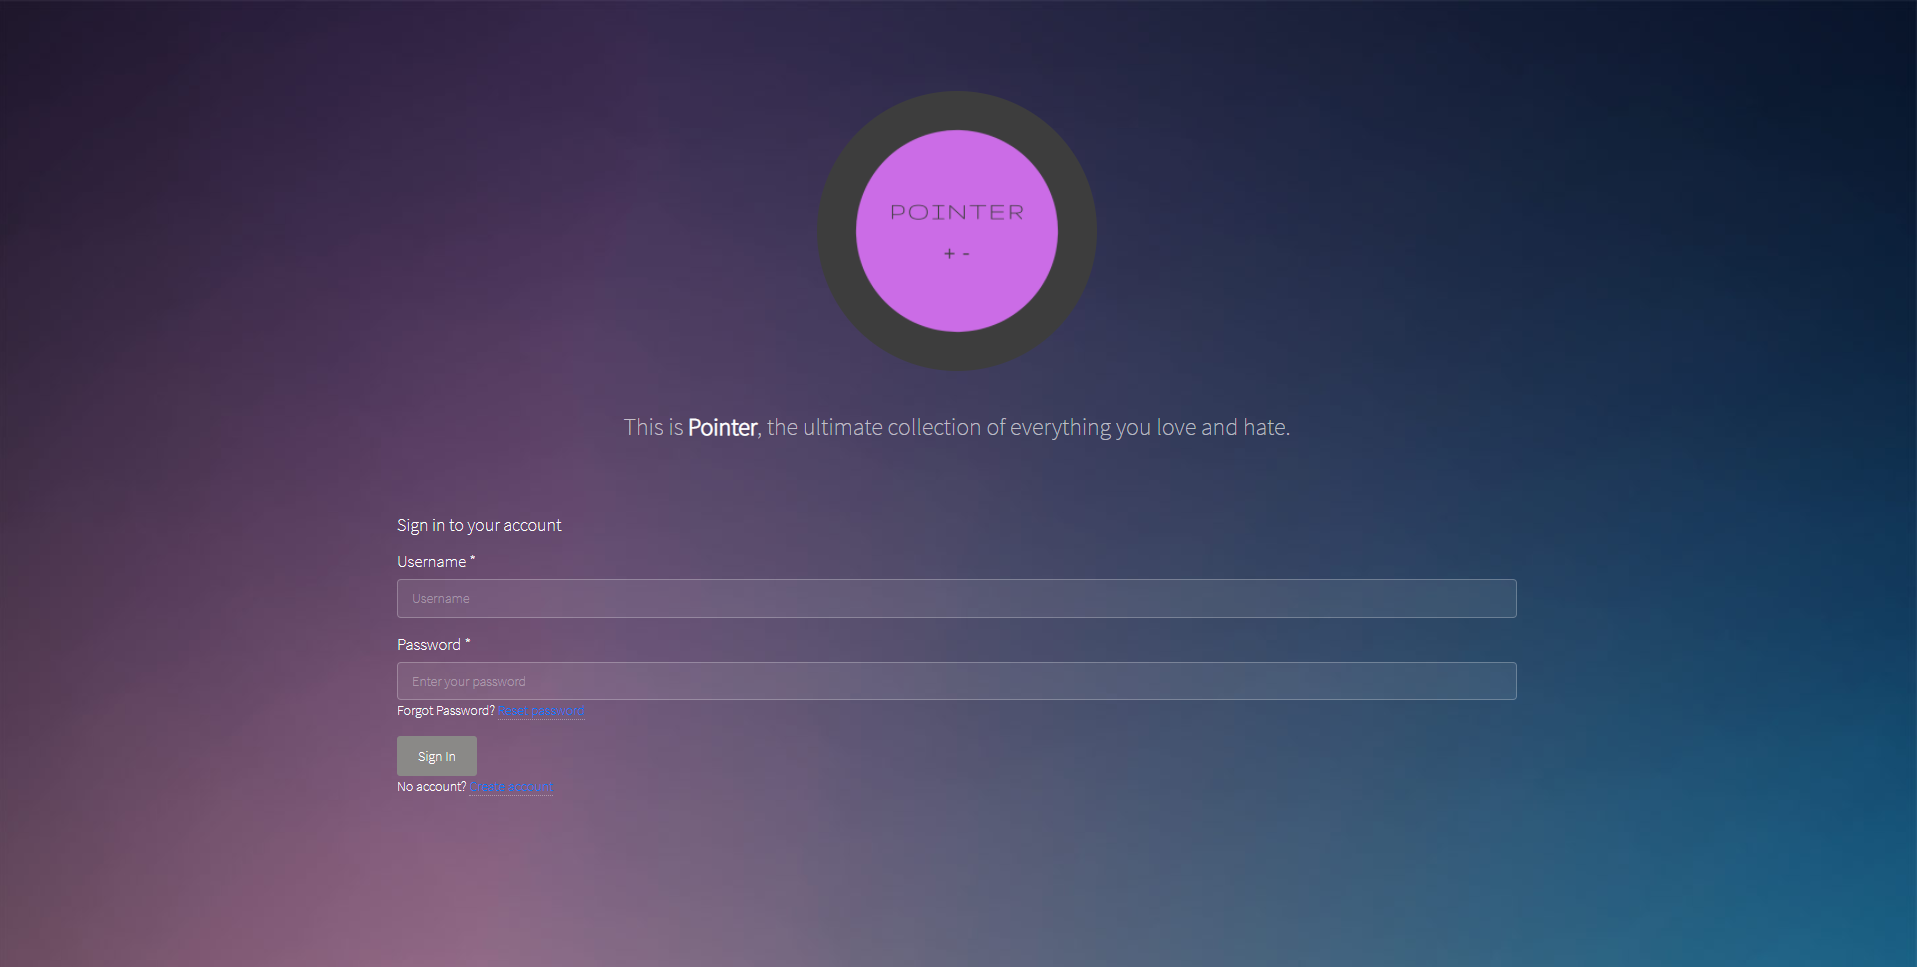 POINTER
+ -
This is Pointer, the ultimate collection of everything you love and hate.
Sign in to your account
Username *
Username
Password *
Enter your password
Forgot Password? Reset password
Sign In
No account? Create account